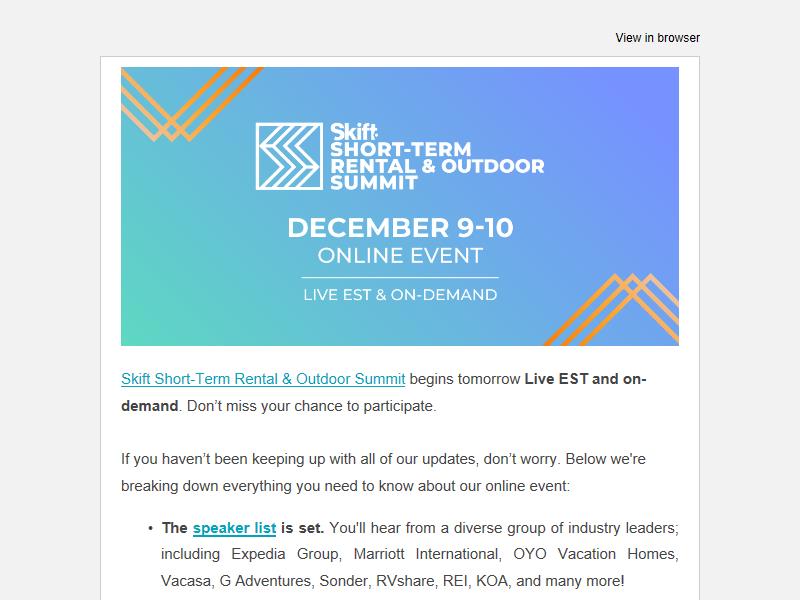 View in browser
Skift
SHORT-TERM
RENTAL & OUTDOOR
SUMMIT
DECEMBER 9-10
ONLINE EVENT
LIVE EST & ON-DEMAND
Skift Short-Term Rental & Outdoor Summit begins tomorrow Live EST and on-
demand. Don’t miss your chance to participate.
If you haven’t been keeping up with all of our updates, don’t worry. Below we're
breaking down everything you need to know about our online event:
• The speaker list is set. You'll hear from a diverse group of industry leaders;
including Expedia Group, Marriott International, OYO Vacation Homes,
Vacasa, G Adventures, Sonder, RVshare, REI, KOA, and many more!